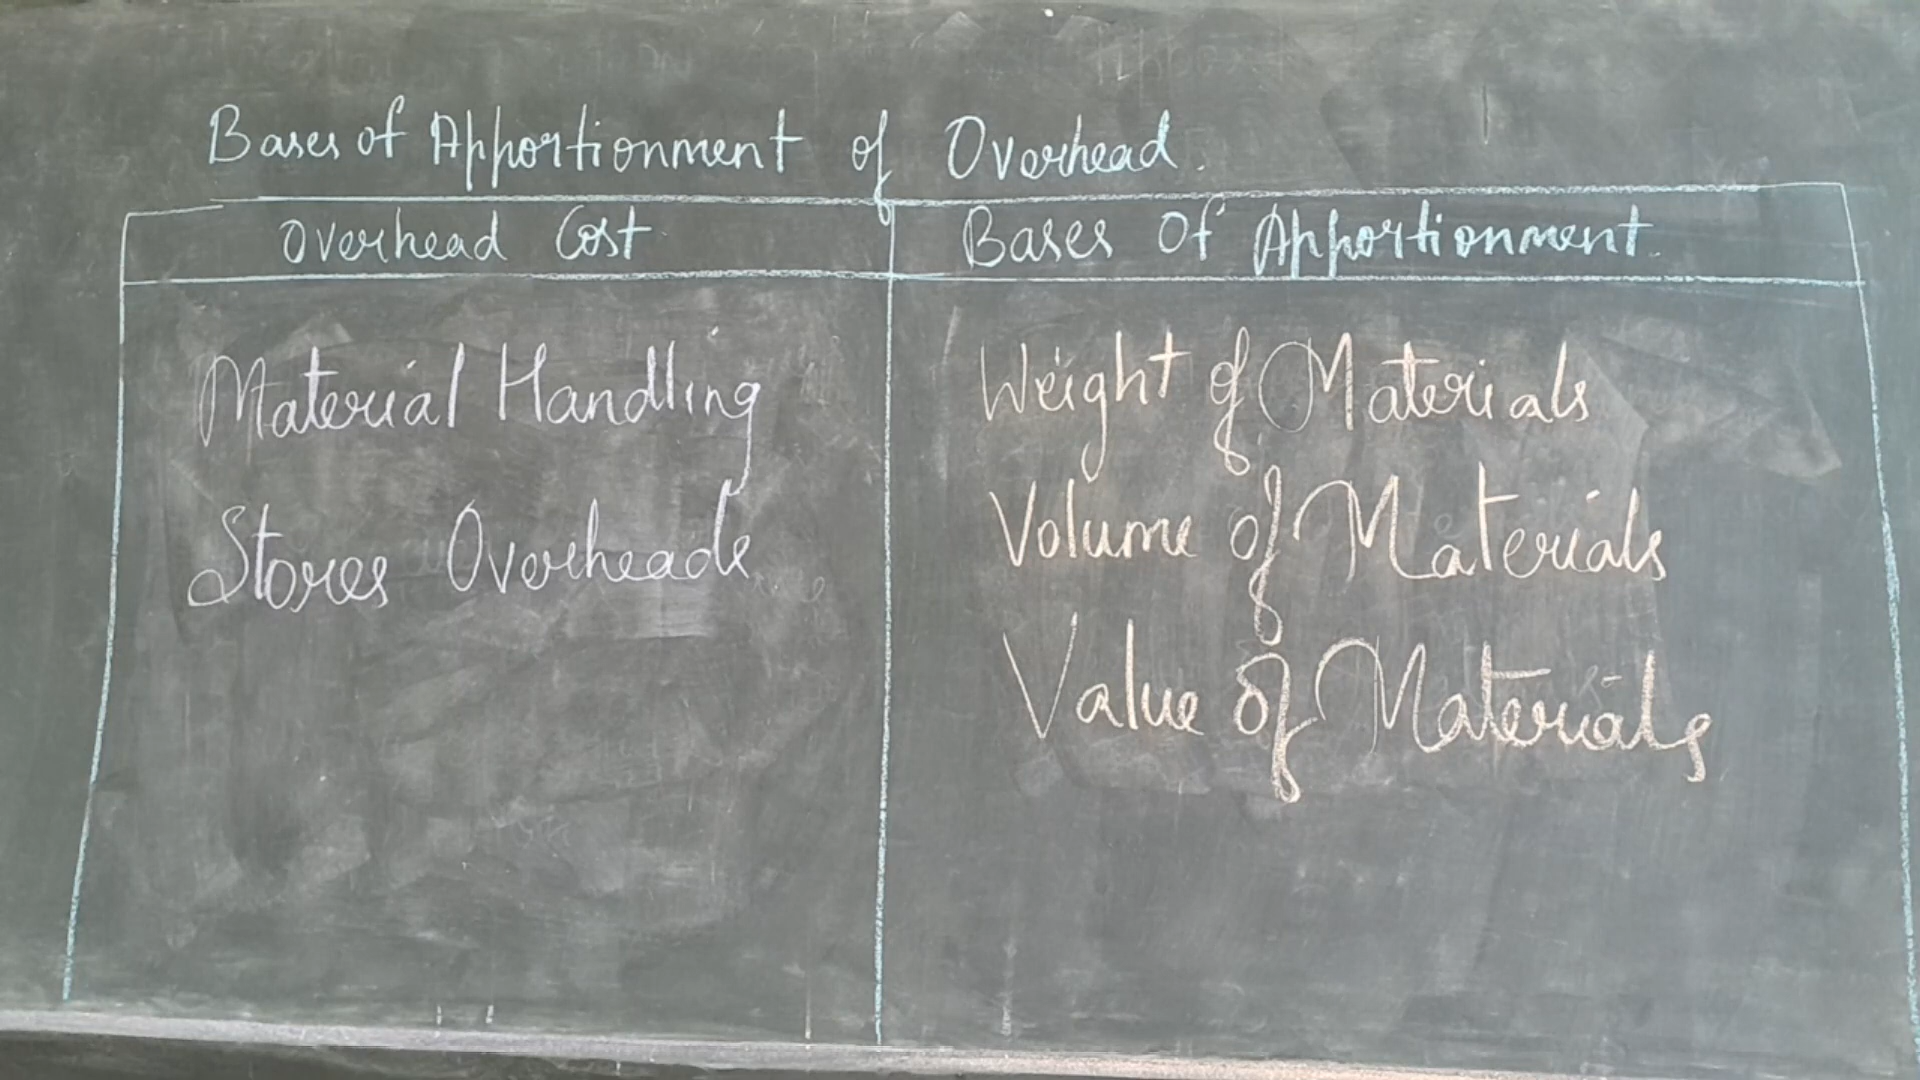 Bases of Apportionment of Overhead.
Overhead Cost
Bases Of Apportionment.
Material Handling
Stores Overheads
Weight of Materials
Volume of Materials
Value of Materials